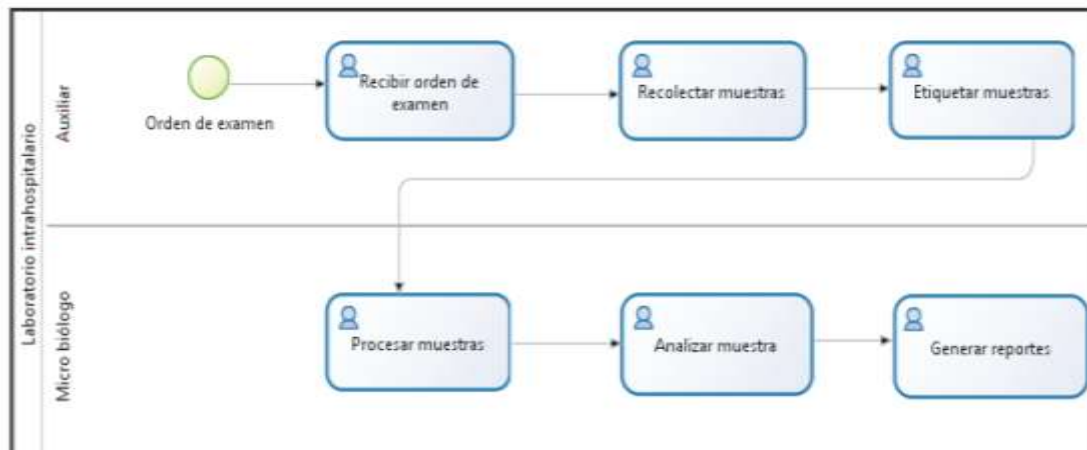 Laboratorio intrahospitalario
Auxiliar
Orden de examen
Recibir orden de
examen
Recolectar muestras
Etiquetar muestras
Micro biólogo
Procesar muestras
Analizar muestra
Generar reportes